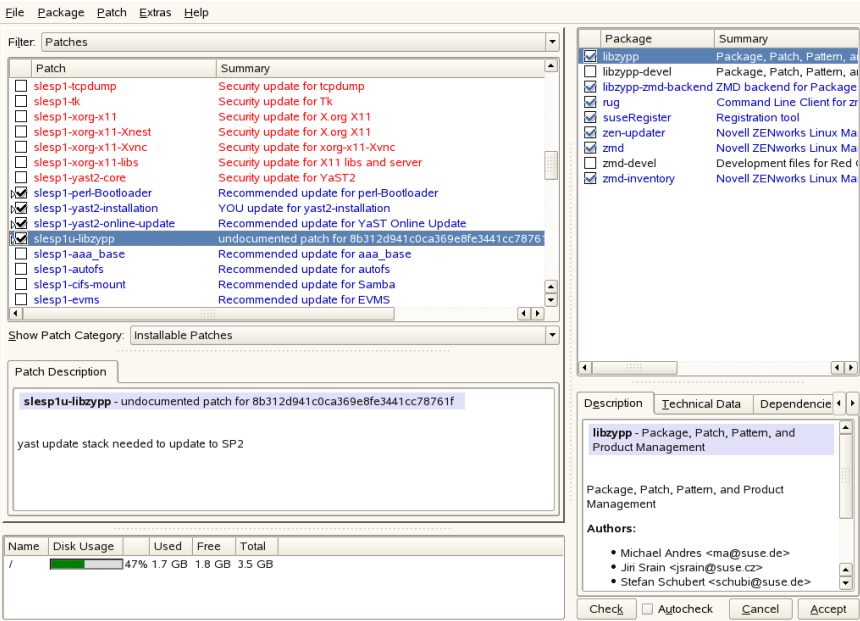 File Package Patch Extras Help
Filter: Patches
Patch Summary
slesp1-tcpdump Security update for tcpdump
slesp1-tk Security update for Tk
slesp1-xorg-x11 Security update for X.org X11
slesp1-xorg-x11-Xnest Security update for X.org X11
slesp1-xorg-x11-Xvnc Security update for xorg-x11-Xvnc
slesp1-xorg-x11-libs Security update for X11 libs and server
slesp1-yast2-core Security update for YaST2
slesp1-perl-Bootloader Recommended update for perl-Bootloader
slesp1-yast2-installation YOU update for yast2-installation
slesp1-yast2-online-update Recommended update for YaST Online Update
slesp1u-libzypp undocumented patch for 8b312d941c0ca369e8fe3441cc78761
slesp1-aaa_base Recommended update for aaa_base
slesp1-autofs Recommended update for autofs
slesp1-cifs-mount Recommended update for Samba
slesp1-evms Recommended update for EVMS
Show Patch Category: Installable Patches
Patch Description
slesp1u-libzypp - undocumented patch for 8b312d941c0ca369e8fe3441cc78761f
yast update stack needed to update to SP2
Name Disk Usage Used Free Total
/ 47% 1.7 GB 1.8 GB 3.5 GB
Package Summary
libzypp Package, Patch, Pattern, a
libzypp-devel Package, Patch, Pattern, a
libzypp-zmd-backend ZMD backend for Package
rug Command Line Client for z
suseRegister Registration tool
zen-updater Novell ZENworks Linux Ma
zmd Novell ZENworks Linux Ma
zmd-devel Development files for Red
zmd-inventory Novell ZENworks Linux Ma
Description Technical Data Dependencie
libzypp - Package, Patch, Pattern, and
Product Management
Package, Patch, Pattern, and Product
Management
Authors:
• Michael Andres <ma@suse.de>
• Jiri Srain <jsrain@suse.cz>
• Stefan Schubert <schubi@suse.de>
Check Autocheck Cancel Accept